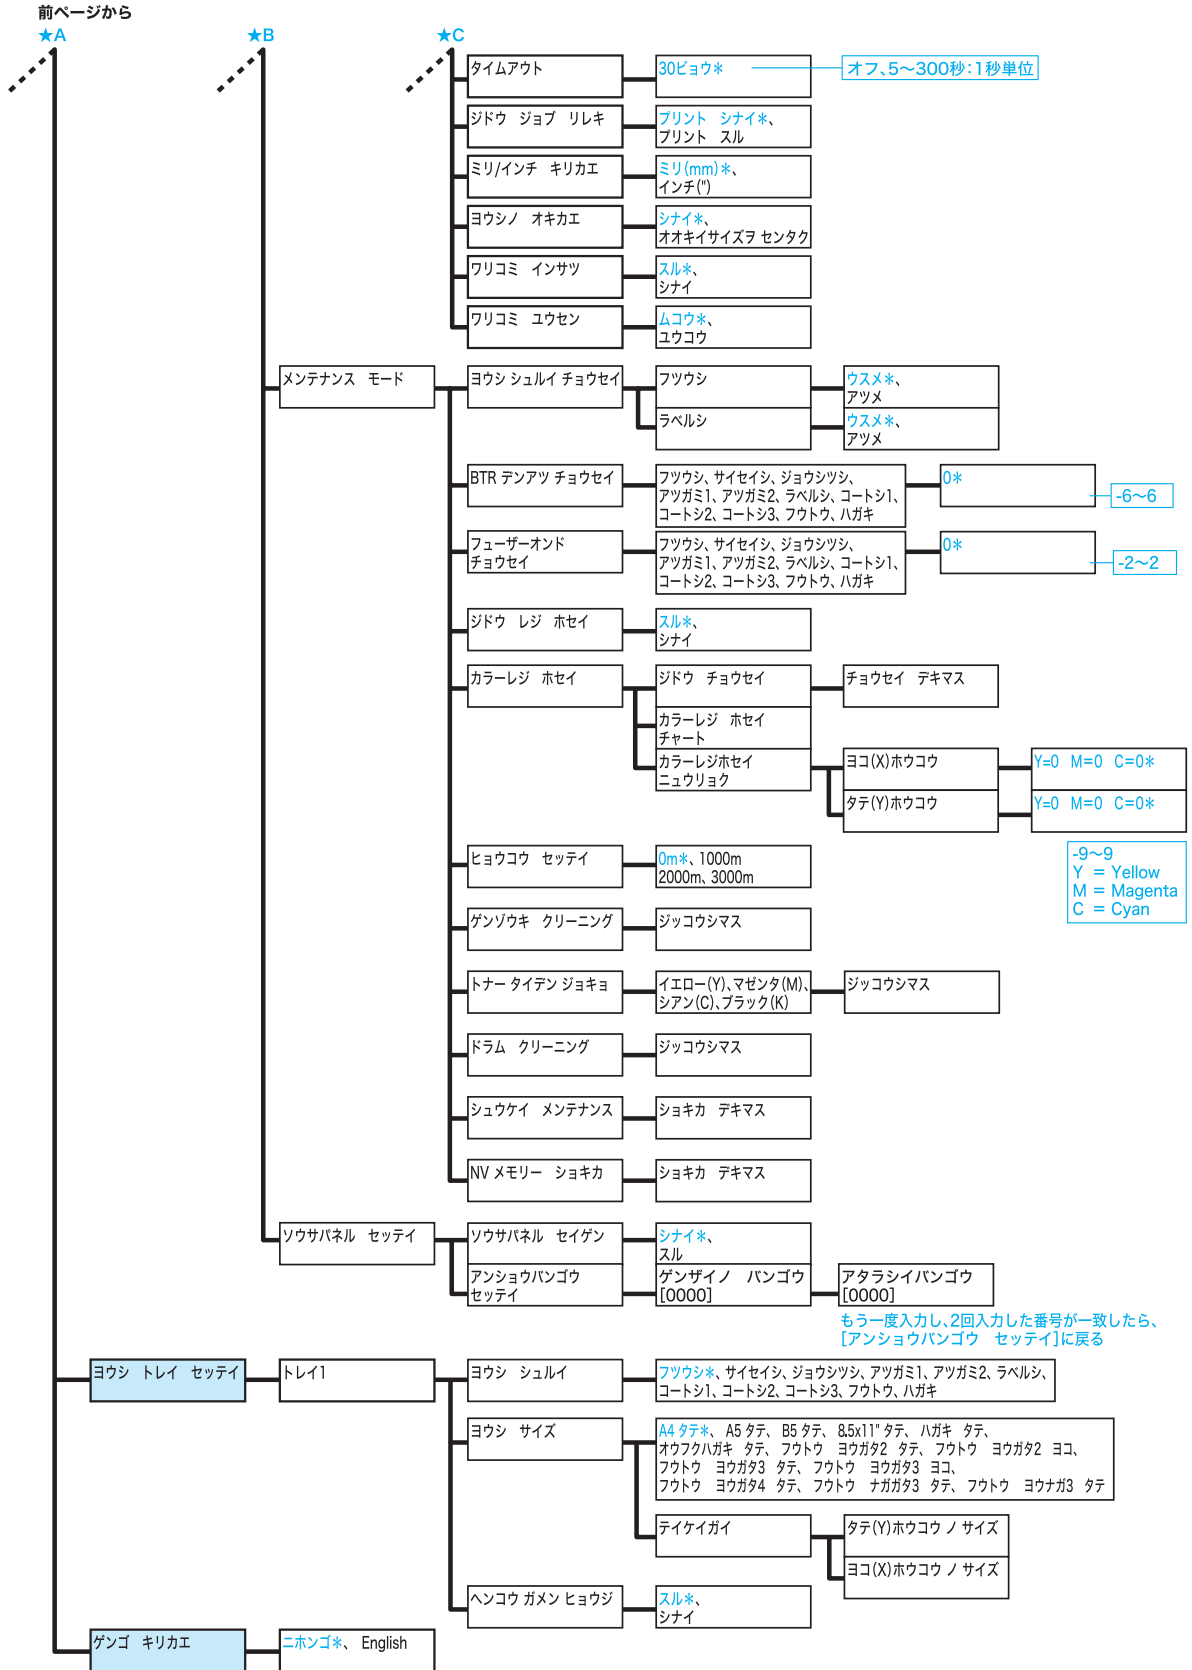 前ページから
★A
★B
★C
タイムアウト
30ビョウ＊
オフ、5～300秒：1秒単位
ジドウ　ジョブ　リレキ
プリント　シナイ＊、
プリント　スル
ミリ/インチ　キリカエ
ミリ(mm)＊、
インチ(")
ヨウシノ　オキカエ
シナイ＊、
オオキイサイズヲ センタク
ワリコミ　インサツ
スル＊、
シナイ
ワリコミ　ユウセン
ムコウ＊、
ユウコウ
メンテナンス　モード
ヨウシ シュルイ チョウセイ
フツウシ
ウスメ＊、
アツメ
ラベルシ
ウスメ＊、
アツメ
BTR デンアツ チョウセイ
フツウシ、サイセイシ、ジョウシツシ、
アツガミ1、アツガミ2、ラベルシ、コートシ1、
コートシ2、コートシ3、フウトウ、ハガキ
0＊
-6～6
フューザーオンド
チョウセイ
フツウシ、サイセイシ、ジョウシツシ、
アツガミ1、アツガミ2、ラベルシ、コートシ1、
コートシ2、コートシ3、フウトウ、ハガキ
0＊
-2～2
ジドウ　レジ　ホセイ
スル＊、
シナイ
カラーレジ　ホセイ
ジドウ　チョウセイ
チョウセイ　デキマス
カラーレジ　ホセイ
チャート
カラーレジホセイ
ニュウリョク
ヨコ(X)ホウコウ
Y=0　M=0　C=0＊
タテ(Y)ホウコウ
Y=0　M=0　C=0＊
-9～9
Y = Yellow
M = Magenta
C = Cyan
ヒョウコウ　セッテイ
0m＊、1000m
2000m、3000m
ゲンゾウキ　クリーニング
ジッコウシマス
トナー タイデン ジョキョ
イエロー(Y)、マゼンタ(M)、
シアン(C)、ブラック(K)
ジッコウシマス
ドラム　クリーニング
ジッコウシマス
シュウケイ　メンテナンス
ショキカ　デキマス
NV メモリー　ショキカ
ショキカ　デキマス
ソウサパネル　セッテイ
ソウサパネル　セイゲン
シナイ＊、
スル
アンショウバンゴウ
セッテイ
ゲンザイノ　バンゴウ
[0000]
アタラシイバンゴウ
[0000]
もう一度入力し、2回入力した番号が一致したら、
[アンショウバンゴウ　セッテイ]に戻る
ヨウシ　トレイ　セッテイ
トレイ1
ヨウシ　シュルイ
フツウシ＊、サイセイシ、ジョウシツシ、アツガミ1、アツガミ2、ラベルシ、
コートシ1、コートシ2、コートシ3、フウトウ、ハガキ
ヨウシ　サイズ
A4 タテ＊、 A5 タテ、 B5 タテ、 8.5x11" タテ、 ハガキ　タテ、
オウフクハガキ　タテ、 フウトウ　ヨウガタ2　タテ、 フウトウ　ヨウガタ2　ヨコ、
フウトウ　ヨウガタ3　タテ、 フウトウ　ヨウガタ3　ヨコ、
フウトウ　ヨウガタ4　タテ、 フウトウ　ナガガタ3　タテ、 フウトウ　ヨウナガ3　タテ
テイケイガイ
タテ(Y)ホウコウ ノ サイズ
ヨコ(X)ホウコウ ノ サイズ
ヘンコウ ガメン ヒョウジ
スル＊、
シナイ
ゲンゴ　キリカエ
ニホンゴ＊、 English